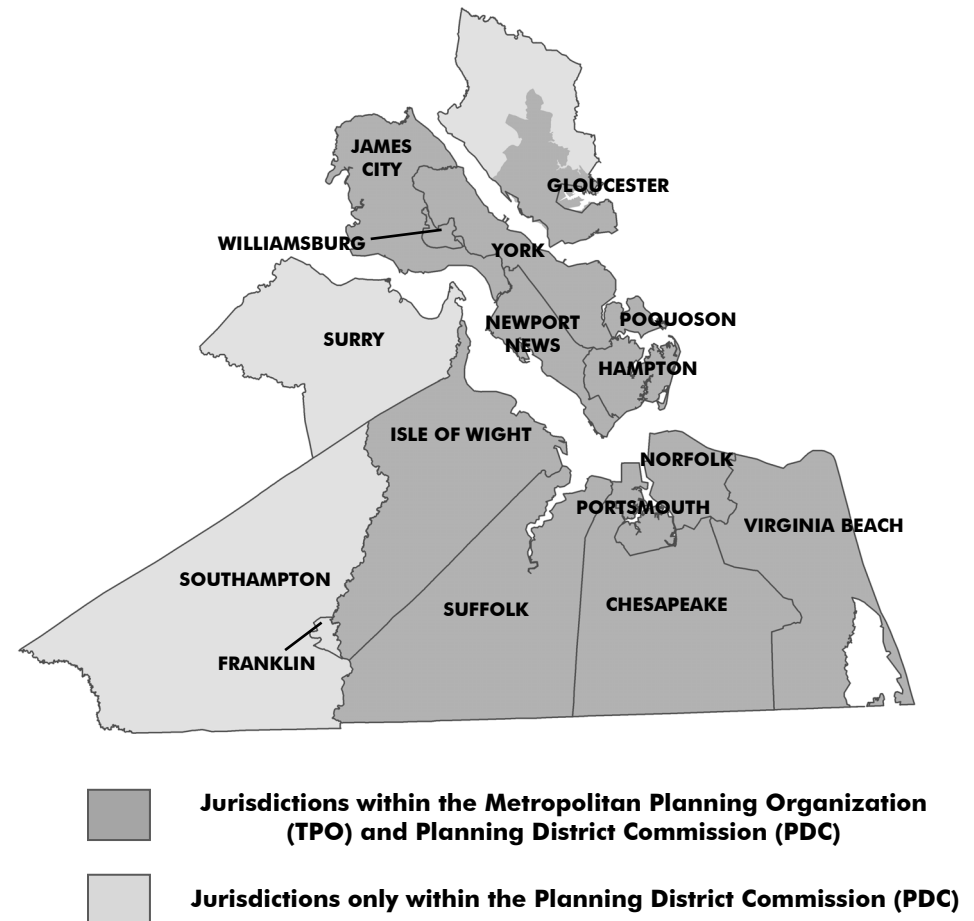 JAMES
CITY
GLOUCESTER
WILLIAMSBURG
YORK
POQUOSON
NEWPORT
NEWS
SURRY
HAMPTON
ISLE OF WIGHT
NORFOLK
PORTSMOUTH
VIRGINIA BEACH
SOUTHAMPTON
SUFFOLK
CHESAPEAKE
FRANKLIN
Jurisdictions within the Metropolitan Planning Organization
(TPO) and Planning District Commission (PDC)
Jurisdictions only within the Planning District Commission (PDC)